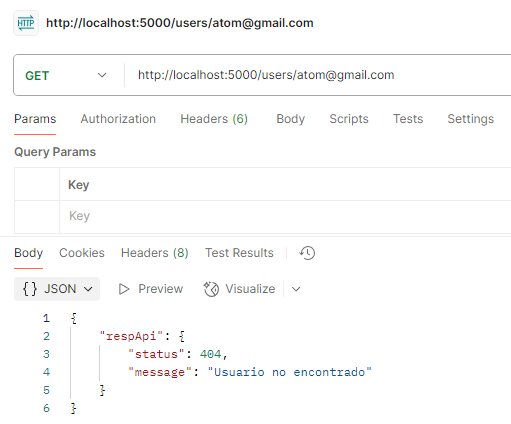 HTTP http://localhost:5000/users/atom@gmail.com
GET http://localhost:5000/users/atom@gmail.com
Params Authorization Headers (6) Body Scripts Tests Settings
Query Params
Key
Key
Body Cookies Headers (8) Test Results
{} JSON Preview Visualize
1 {
2 "respApi": {
3 "status": 404,
4 "message": "Usuario no encontrado"
5 }
6 }